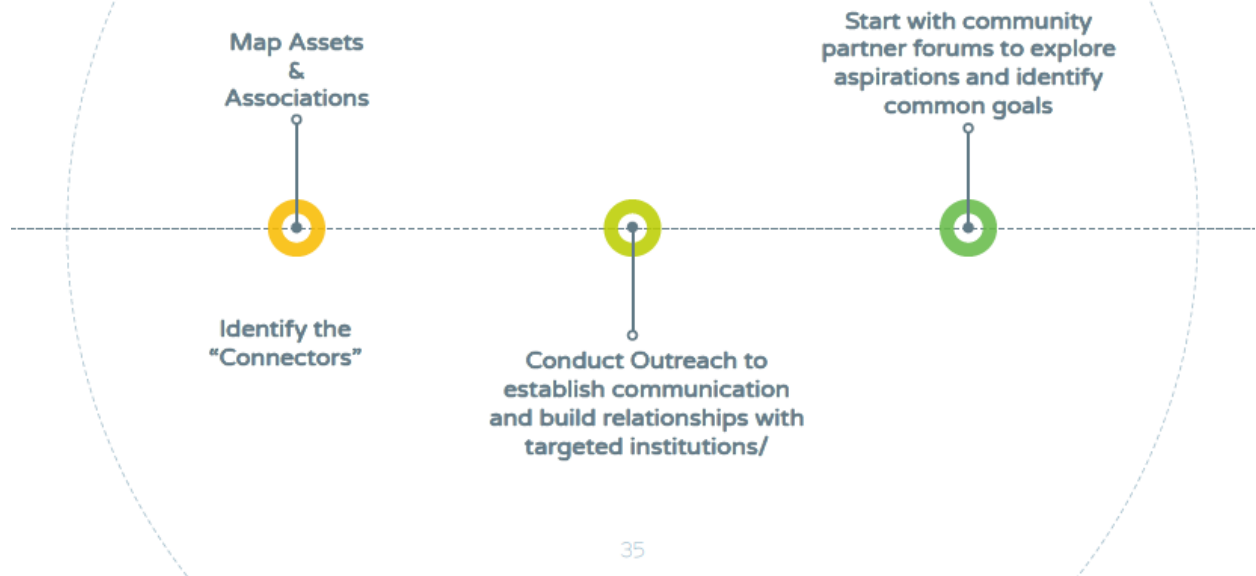 Map Assets
&
Associations
Identify the
“Connectors”
Conduct Outreach to
establish communication
and build relationships with
targeted institutions/
Start with community
partner forums to explore
aspirations and identify
common goals
35